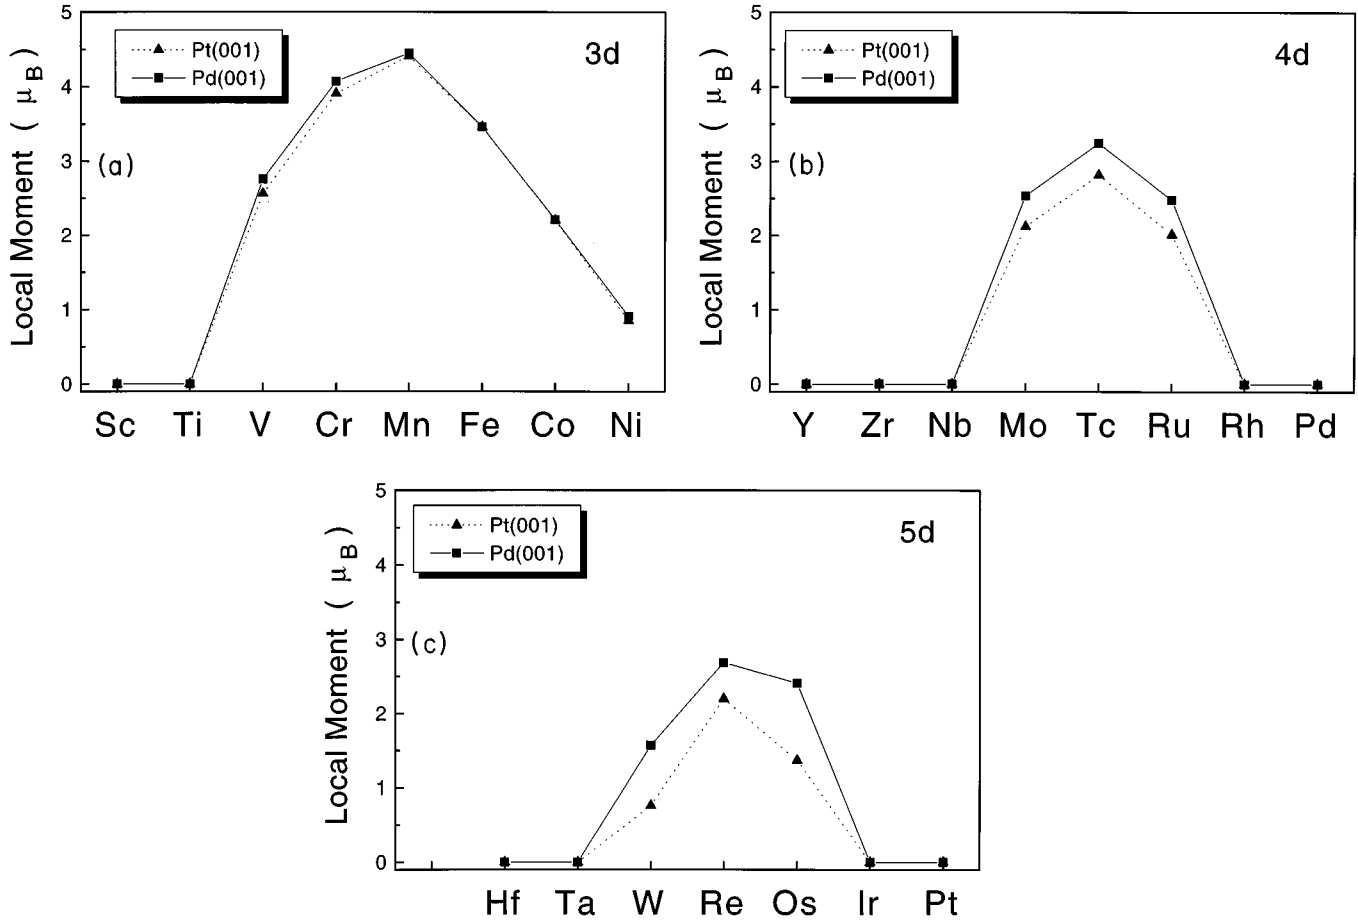 5
4
3
2
1
0
Local Moment ( μB)
(a)
Pt(001)
Pd(001)
3d
Sc Ti V Cr Mn Fe Co Ni
5
4
3
2
1
0
Local Moment ( μB)
(b)
Pt(001)
Pd(001)
4d
Y Zr Nb Mo Tc Ru Rh Pd
5
4
3
2
1
0
Local Moment ( μB)
(c)
Pt(001)
Pd(001)
5d
Hf Ta W Re Os Ir Pt